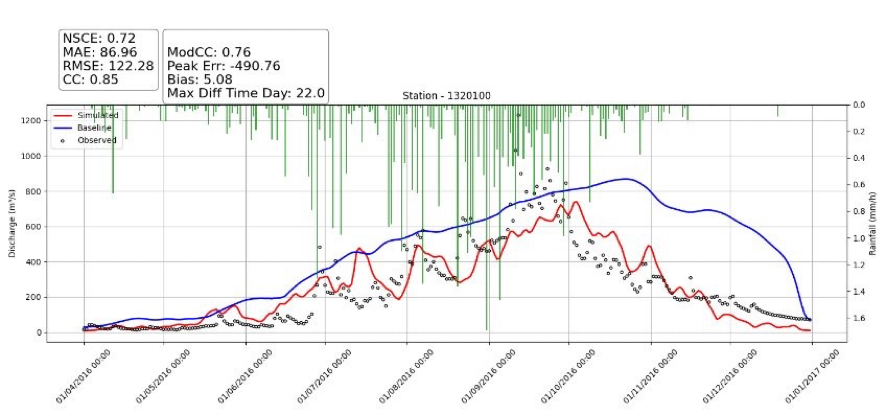 NSCE: 0.72
MAE: 86.96
RMSE: 122.28
CC: 0.85
ModCC: 0.76
Peak Err: -490.76
Bias: 5.08
Max Diff Time Day: 22.0
Station - 1320100
Simulated
Baseline
Observed
Discharge (m³/s)
1200
1000
800
600
400
200
0
0.0
0.2
0.4
0.6
0.8
1.0
1.2
1.4
1.6
Rainfall (mm/h)
01/04/2016 00:00
01/05/2016 00:00
01/06/2016 00:00
01/07/2016 00:00
01/08/2016 00:00
01/09/2016 00:00
01/10/2016 00:00
01/11/2016 00:00
01/12/2016 00:00
01/01/2017 00:00